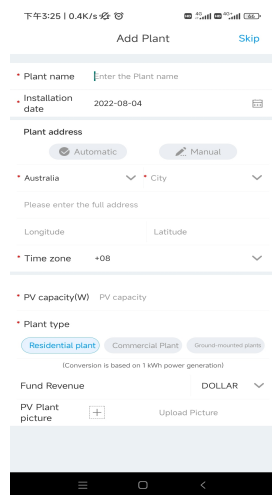 下午3:25 | 0.4K/s
4G 4G 66
Add Plant Skip
* Plant name Enter the Plant name
* Installation date 2022-08-04
Plant address
Automatic Manual
* Australia * City
Please enter the full address
Longitude Latitude
* Time zone +08
* PV capacity(W) PV capacity
* Plant type
Residential plant Commercial Plant Ground-mounted plants
(Conversion is based on 1 kWh power generation)
Fund Revenue DOLLAR
PV Plant picture Upload Picture